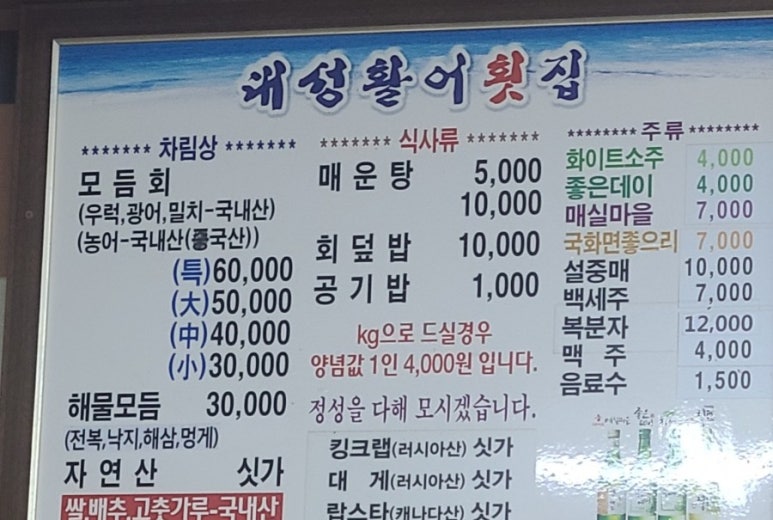 대성활어횟집
******* 차림상 *******
모 듬 회
(우럭,광어,밀치-국내산)
(농어-국내산(중국산))
(特)60,000
(大)50,000
(中)40,000
(小)30,000
해물모듬 30,000
(전복,낙지,해삼,멍게)
자 연 산 싯가
쌀,배추,고춧가루-국내산
******* 식사류 *******
매 운 탕 5,000
10,000
회 덮 밥 10,000
공 기 밥 1,000
kg으로 드실경우
양념값 1인 4,000원 입니다.
정성을 다해 모시겠습니다.
킹크랩(러시아산) 싯가
대 게(러시아산) 싯가
랍스타(캐나다산) 싯가
******** 주 류 ********
화이트소주 4,000
좋은데이 4,000
매실마을 7,000
국화면좋으리 7,000
설중매 10,000
백세주 7,000
복분자 12,000
맥 주 4,000
음료수 1,500